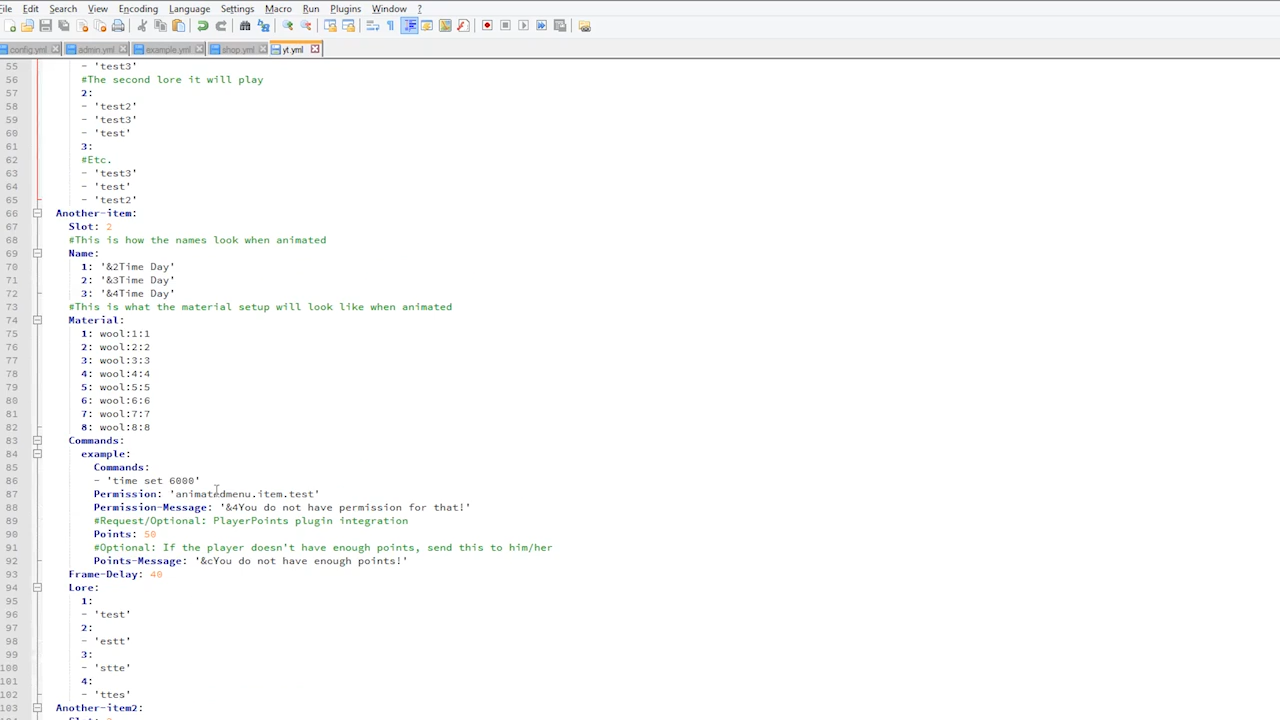 File Edit Search View Encoding Language Settings Macro Run Plugins Window ?
config.yml admin.yml example.yml shop.yml yt.yml
55 - 'test3'
56 #The second lore it will play
57 2:
58 - 'test2'
59 - 'test3'
60 - 'test'
61 3:
62 #Etc.
63 - 'test3'
64 - 'test'
65 - 'test2'
66 Another-item:
67 Slot: 2
68 #This is how the names look when animated
69 Name:
70 1: '&2Time Day'
71 2: '&3Time Day'
72 3: '&4Time Day'
73 #This is what the material setup will look like when animated
74 Material:
75 1: wool:1:1
76 2: wool:2:2
77 3: wool:3:3
78 4: wool:4:4
79 5: wool:5:5
80 6: wool:6:6
81 7: wool:7:7
82 8: wool:8:8
83 Commands:
84 example:
85 Commands:
86 - 'time set 6000'
87 Permission: 'animatedmenu.item.test'
88 Permission-Message: '&4You do not have permission for that!'
89 #Request/Optional: PlayerPoints plugin integration
90 Points: 50
91 #Optional: If the player doesn't have enough points, send this to him/her
92 Points-Message: '&cYou do not have enough points!'
93 Frame-Delay: 40
94 Lore:
95 1:
96 - 'test'
97 2:
98 - 'estt'
99 3:
100 - 'stte'
101 4:
102 - 'ttes'
103 Another-item2: